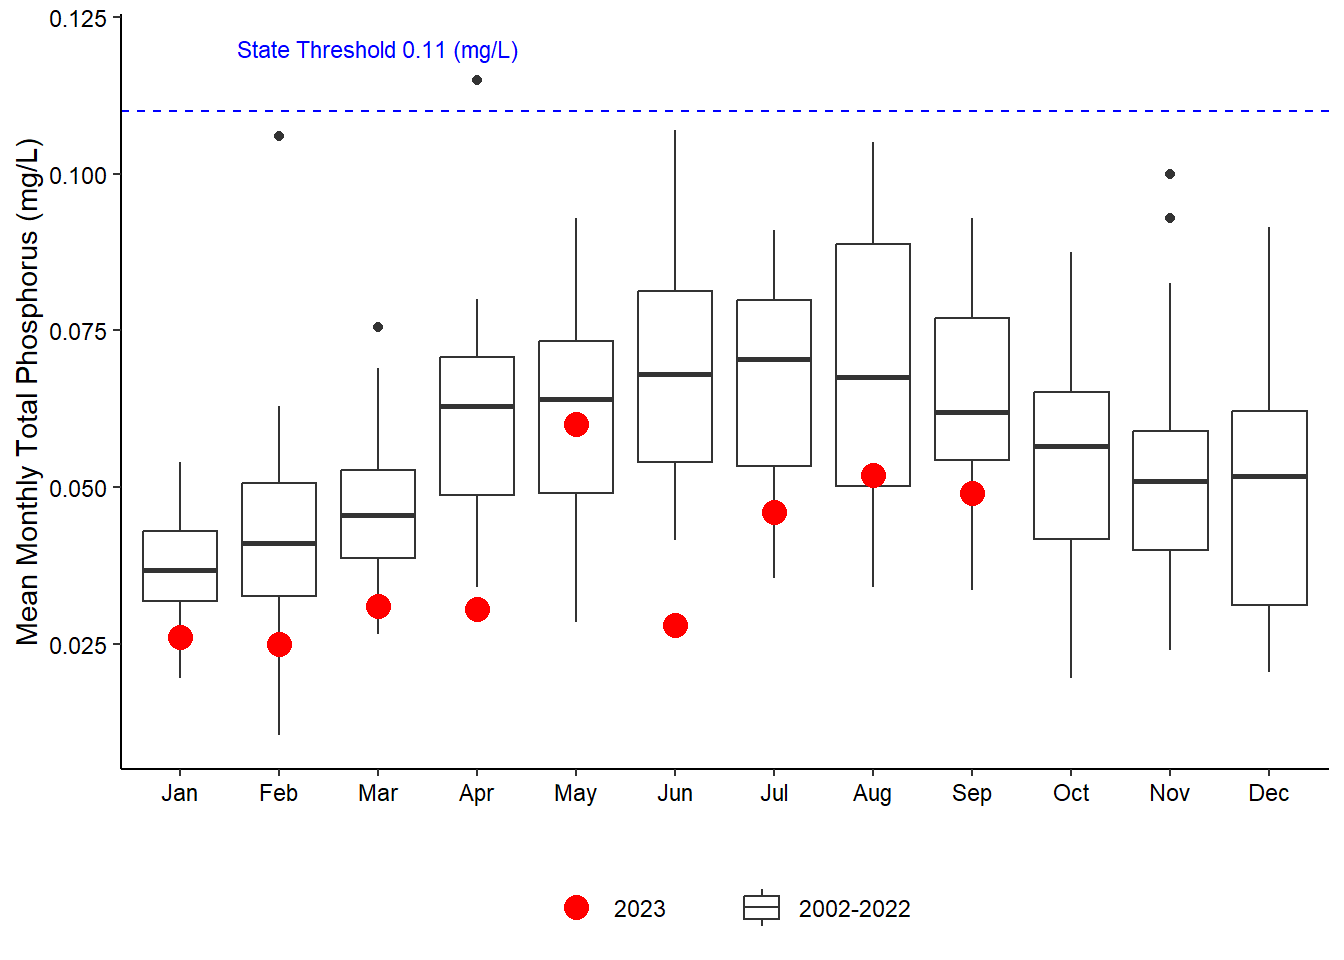 0.125
State Threshold 0.11 (mg/L)
0.100
0.075
0.050
0.025
Mean Monthly Total Phosphorus (mg/L)
Jan Feb Mar Apr May Jun Jul Aug Sep Oct Nov Dec
2023 2002-2022